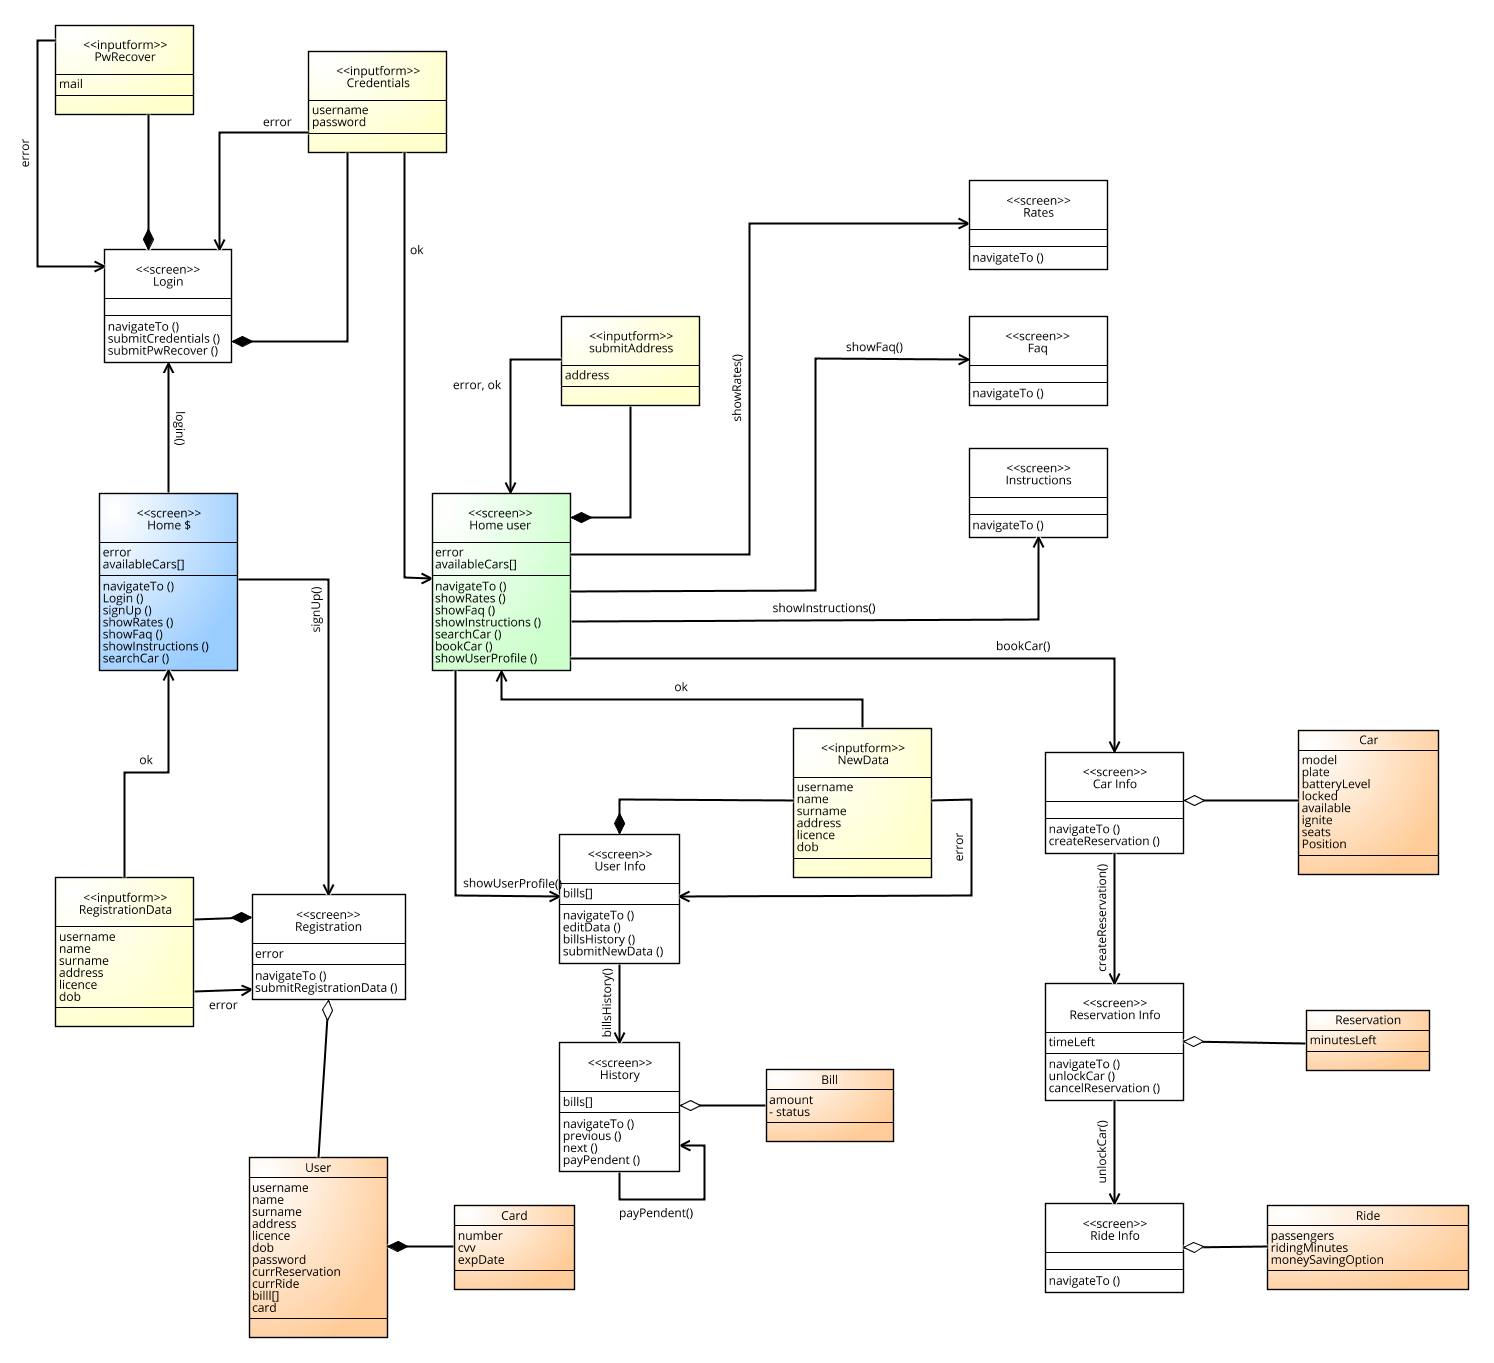 <<inputform>>
PwRecover
mail
error
<<inputform>>
Credentials
username
password
error
ok
<<screen>>
Login
navigateTo ()
submitCredentials ()
submitPwRecover ()
login()
<<screen>>
Rates
navigateTo ()
<<inputform>>
submitAddress
address
error, ok
showRates()
showFaq()
<<screen>>
Faq
navigateTo ()
<<screen>>
Instructions
navigateTo ()
<<screen>>
Home $
error
availableCars[]
navigateTo ()
Login ()
signUp ()
showRates ()
showFaq ()
showInstructions ()
searchCar ()
signUp()
<<screen>>
Home user
error
availableCars[]
navigateTo ()
showRates ()
showFaq ()
showInstructions ()
searchCar ()
bookCar ()
showUserProfile ()
showInstructions()
bookCar()
ok
ok
<<inputform>>
NewData
username
name
surname
address
licence
dob
error
<<screen>>
Car Info
navigateTo ()
createReservation ()
Car
model
plate
batteryLevel
locked
available
ignite
seats
Position
showUserProfile()
<<screen>>
User Info
bills[]
navigateTo ()
editData ()
billsHistory ()
submitNewData ()
<<inputform>>
RegistrationData
username
name
surname
address
licence
dob
error
<<screen>>
Registration
error
navigateTo ()
submitRegistrationData ()
createReservation()
billsHistory()
<<screen>>
Reservation Info
timeLeft
navigateTo ()
unlockCar ()
cancelReservation ()
Reservation
minutesLeft
<<screen>>
History
bills[]
navigateTo ()
previous ()
next ()
payPendent ()
payPendent()
Bill
amount
- status
unlockCar()
User
username
name
surname
address
licence
dob
password
currReservation
currRide
billl[]
card
Card
number
cvv
expDate
<<screen>>
Ride Info
navigateTo ()
Ride
passengers
ridingMinutes
moneySavingOption